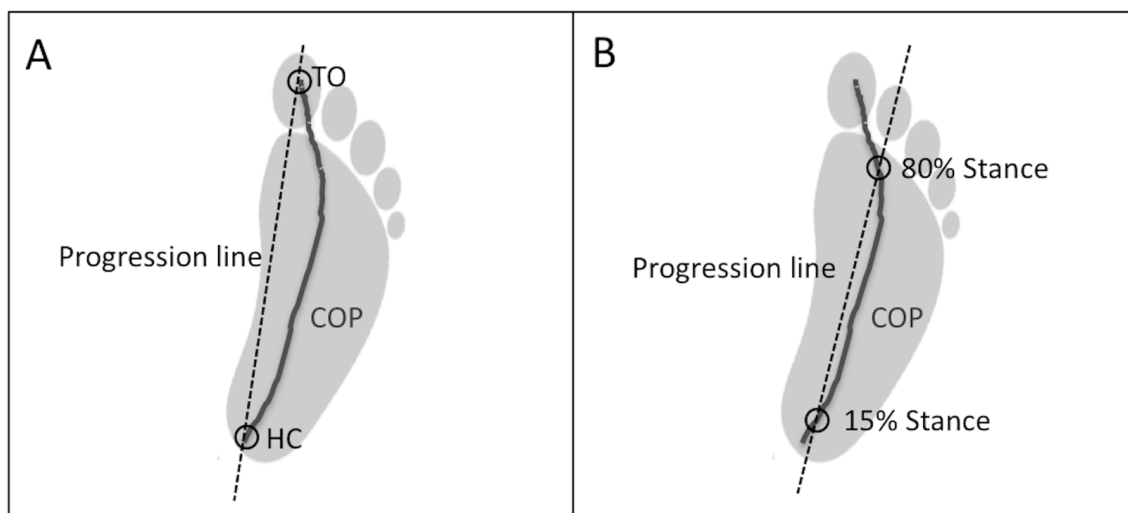 A
TO
Progression line
COP
HC
B
80% Stance
Progression line
COP
15% Stance